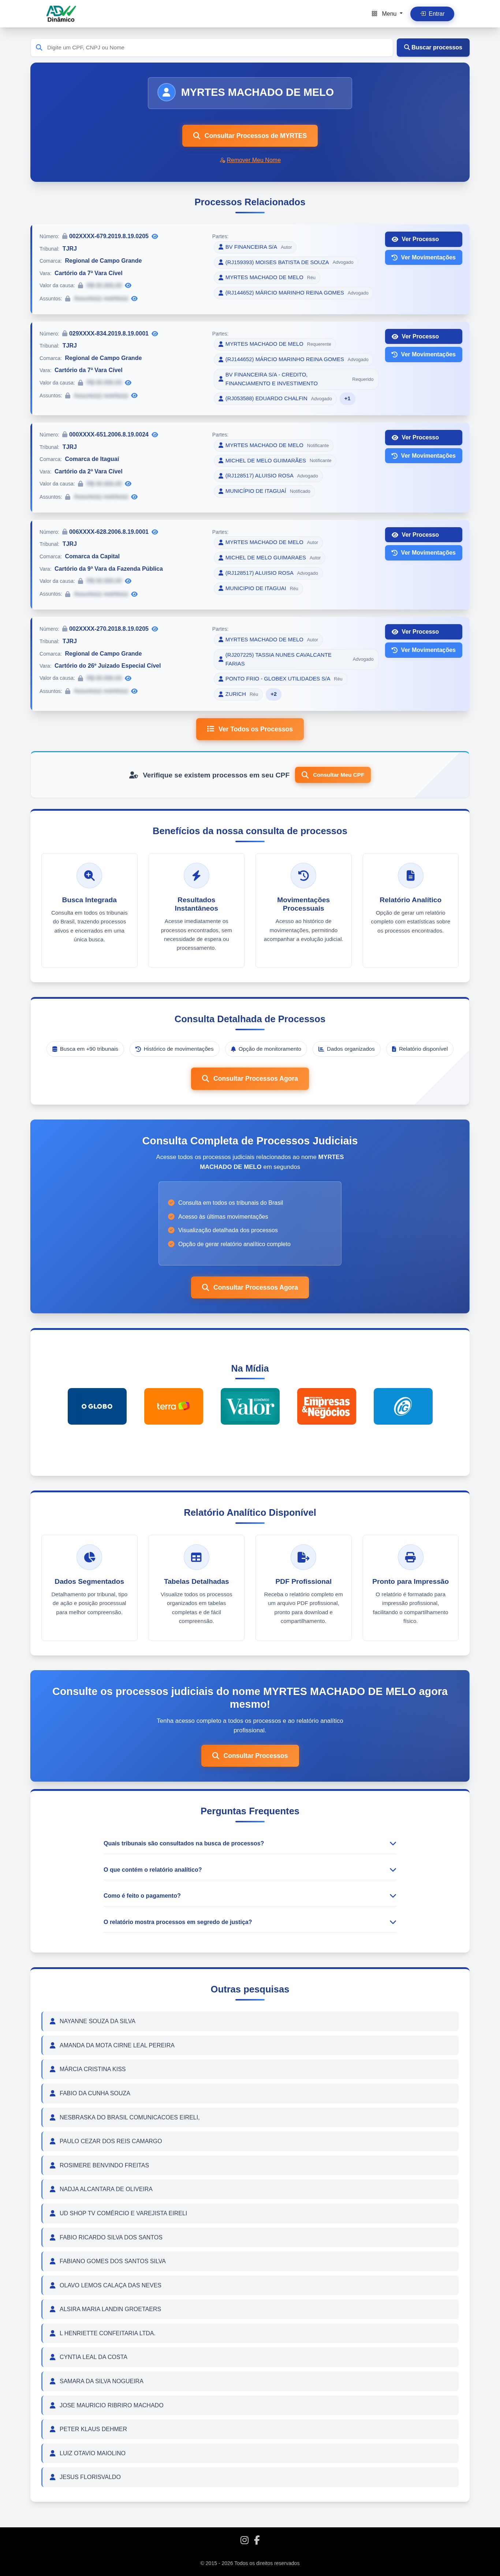 ADV
Dinâmico
Menu
Entrar
Digite um CPF, CNPJ ou Nome
Buscar processos
MYRTES MACHADO DE MELO
Consultar Processos de MYRTES
Remover Meu Nome
Processos Relacionados
Número: 002XXXX-679.2019.8.19.0205
Tribunal: TJRJ
Comarca: Regional de Campo Grande
Vara: Cartório da 7ª Vara Cível
Valor da causa:
Assuntos:
Partes:
BV FINANCEIRA S/A Autor
(RJ159393) MOISES BATISTA DE SOUZA Advogado
MYRTES MACHADO DE MELO Réu
(RJ144652) MÁRCIO MARINHO REINA GOMES Advogado
Ver Processo
Ver Movimentações
Número: 029XXXX-834.2019.8.19.0001
Tribunal: TJRJ
Comarca: Regional de Campo Grande
Vara: Cartório da 7ª Vara Cível
Valor da causa:
Assuntos:
Partes:
MYRTES MACHADO DE MELO Requerente
(RJ144652) MÁRCIO MARINHO REINA GOMES Advogado
BV FINANCEIRA S/A - CREDITO, FINANCIAMENTO E INVESTIMENTO Requerido
(RJ053588) EDUARDO CHALFIN Advogado +1
Ver Processo
Ver Movimentações
Número: 000XXXX-651.2006.8.19.0024
Tribunal: TJRJ
Comarca: Comarca de Itaguaí
Vara: Cartório da 2ª Vara Cível
Valor da causa:
Assuntos:
Partes:
MYRTES MACHADO DE MELO Notificante
MICHEL DE MELO GUIMARÃES Notificante
(RJ128517) ALUISIO ROSA Advogado
MUNICÍPIO DE ITAGUAÍ Notificado
Ver Processo
Ver Movimentações
Número: 006XXXX-628.2006.8.19.0001
Tribunal: TJRJ
Comarca: Comarca da Capital
Vara: Cartório da 9ª Vara da Fazenda Pública
Valor da causa:
Assuntos:
Partes:
MYRTES MACHADO DE MELO Autor
MICHEL DE MELO GUIMARAES Autor
(RJ128517) ALUISIO ROSA Advogado
MUNICIPIO DE ITAGUAI Réu
Ver Processo
Ver Movimentações
Número: 002XXXX-270.2018.8.19.0205
Tribunal: TJRJ
Comarca: Regional de Campo Grande
Vara: Cartório do 26º Juizado Especial Cível
Valor da causa:
Assuntos:
Partes:
MYRTES MACHADO DE MELO Autor
(RJ207225) TASSIA NUNES CAVALCANTE FARIAS Advogado
PONTO FRIO - GLOBEX UTILIDADES S/A Réu
ZURICH Réu +2
Ver Processo
Ver Movimentações
Ver Todos os Processos
Verifique se existem processos em seu CPF
Consultar Meu CPF
Benefícios da nossa consulta de processos
Busca Integrada
Consulta em todos os tribunais do Brasil, trazendo processos ativos e encerrados em uma única busca.
Resultados Instantâneos
Acesse imediatamente os processos encontrados, sem necessidade de espera ou processamento.
Movimentações Processuais
Acesso ao histórico de movimentações, permitindo acompanhar a evolução judicial.
Relatório Analítico
Opção de gerar um relatório completo com estatísticas sobre os processos encontrados.
Consulta Detalhada de Processos
Busca em +90 tribunais
Histórico de movimentações
Opção de monitoramento
Dados organizados
Relatório disponível
Consultar Processos Agora
Consulta Completa de Processos Judiciais
Acesse todos os processos judiciais relacionados ao nome MYRTES
MACHADO DE MELO em segundos
Consulta em todos os tribunais do Brasil
Acesso às últimas movimentações
Visualização detalhada dos processos
Opção de gerar relatório analítico completo
Consultar Processos Agora
Na Mídia
O GLOBO
terra
Valor
Empresas
&Negócios
Relatório Analítico Disponível
Dados Segmentados
Detalhamento por tribunal, tipo de ação e posição processual para melhor compreensão.
Tabelas Detalhadas
Visualize todos os processos organizados em tabelas completas e de fácil compreensão.
PDF Profissional
Receba o relatório completo em um arquivo PDF profissional, pronto para download e compartilhamento.
Pronto para Impressão
O relatório é formatado para impressão profissional, facilitando o compartilhamento físico.
Consulte os processos judiciais do nome MYRTES MACHADO DE MELO agora
mesmo!
Tenha acesso completo a todos os processos e ao relatório analítico
profissional.
Consultar Processos
Perguntas Frequentes
Quais tribunais são consultados na busca de processos?
O que contém o relatório analítico?
Como é feito o pagamento?
O relatório mostra processos em segredo de justiça?
Outras pesquisas
NAYANNE SOUZA DA SILVA
AMANDA DA MOTA CIRNE LEAL PEREIRA
MÁRCIA CRISTINA KISS
FABIO DA CUNHA SOUZA
NESBRASKA DO BRASIL COMUNICACOES EIRELI,
PAULO CEZAR DOS REIS CAMARGO
ROSIMERE BENVINDO FREITAS
NADJA ALCANTARA DE OLIVEIRA
UD SHOP TV COMÉRCIO E VAREJISTA EIRELI
FABIO RICARDO SILVA DOS SANTOS
FABIANO GOMES DOS SANTOS SILVA
OLAVO LEMOS CALAÇA DAS NEVES
ALSIRA MARIA LANDIN GROETAERS
L HENRIETTE CONFEITARIA LTDA.
CYNTIA LEAL DA COSTA
SAMARA DA SILVA NOGUEIRA
JOSE MAURICIO RIBRIRO MACHADO
PETER KLAUS DEHMER
LUIZ OTAVIO MAIOLINO
JESUS FLORISVALDO
© 2015 - 2026 Todos os direitos reservados